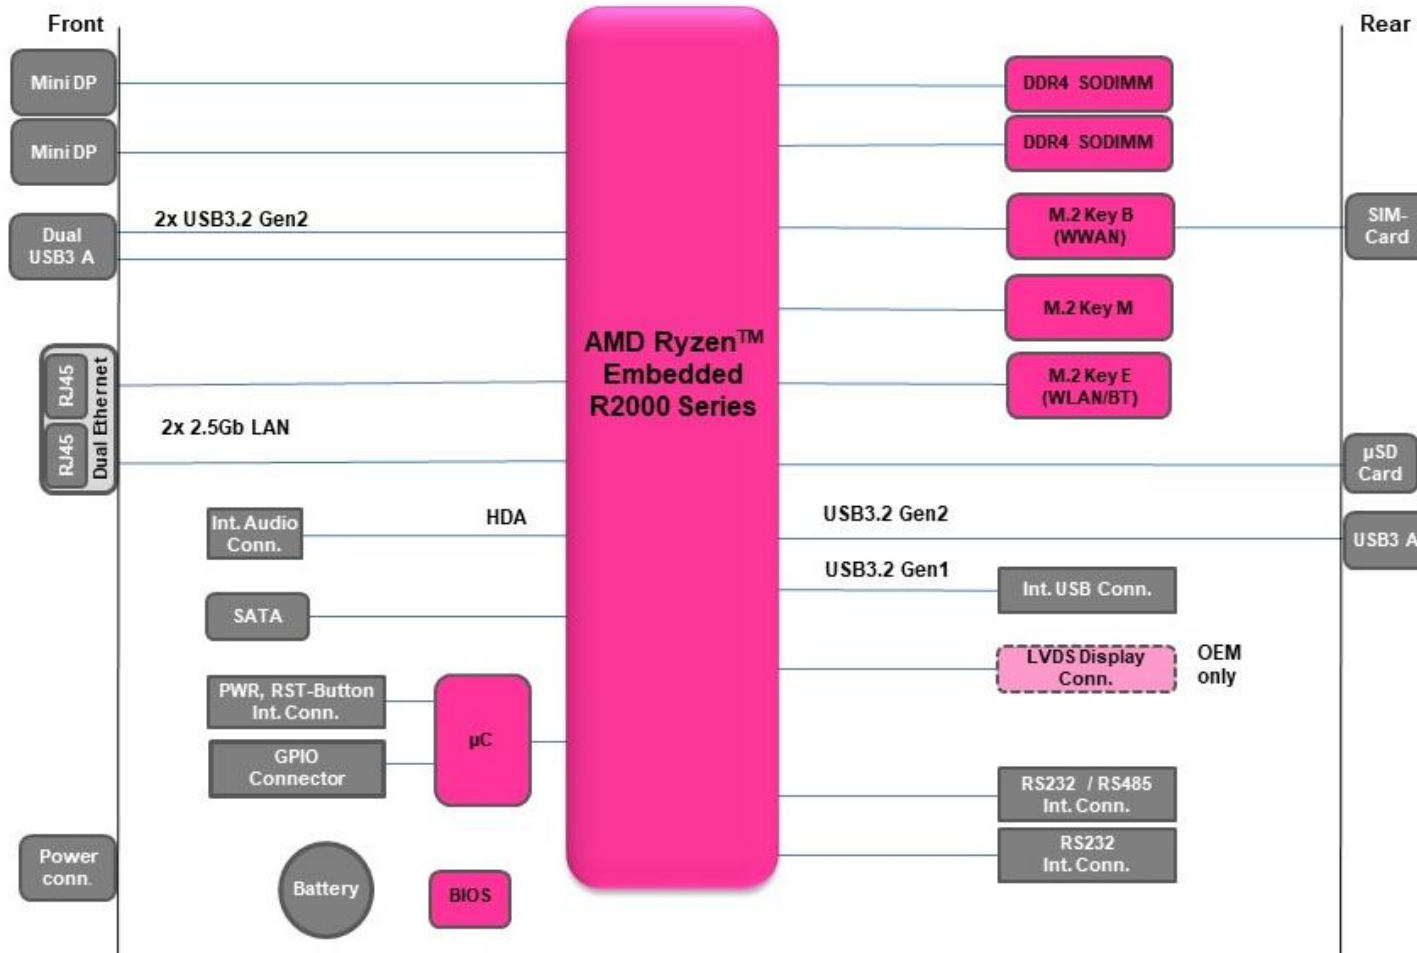 Front
Rear
Mini DP
Mini DP
2x USB3.2 Gen2
Dual
USB3 A
RJ45
RJ45
Dual Ethernet
2x 2.5Gb LAN
Int. Audio
Conn.
HDA
SATA
PWR, RST-Button
Int. Conn.
GPIO
Connector
µC
Power
conn.
Battery
BIOS
AMD Ryzen™
Embedded
R2000 Series
DDR4 SODIMM
DDR4 SODIMM
M.2 Key B
(WWAN)
SIM-
Card
M.2 Key M
M.2 Key E
(WLAN/BT)
µSD
Card
USB3.2 Gen2
USB3 A
USB3.2 Gen1
Int. USB Conn.
LVDS Display
Conn.
OEM
only
RS232 / RS485
Int. Conn.
RS232
Int. Conn.